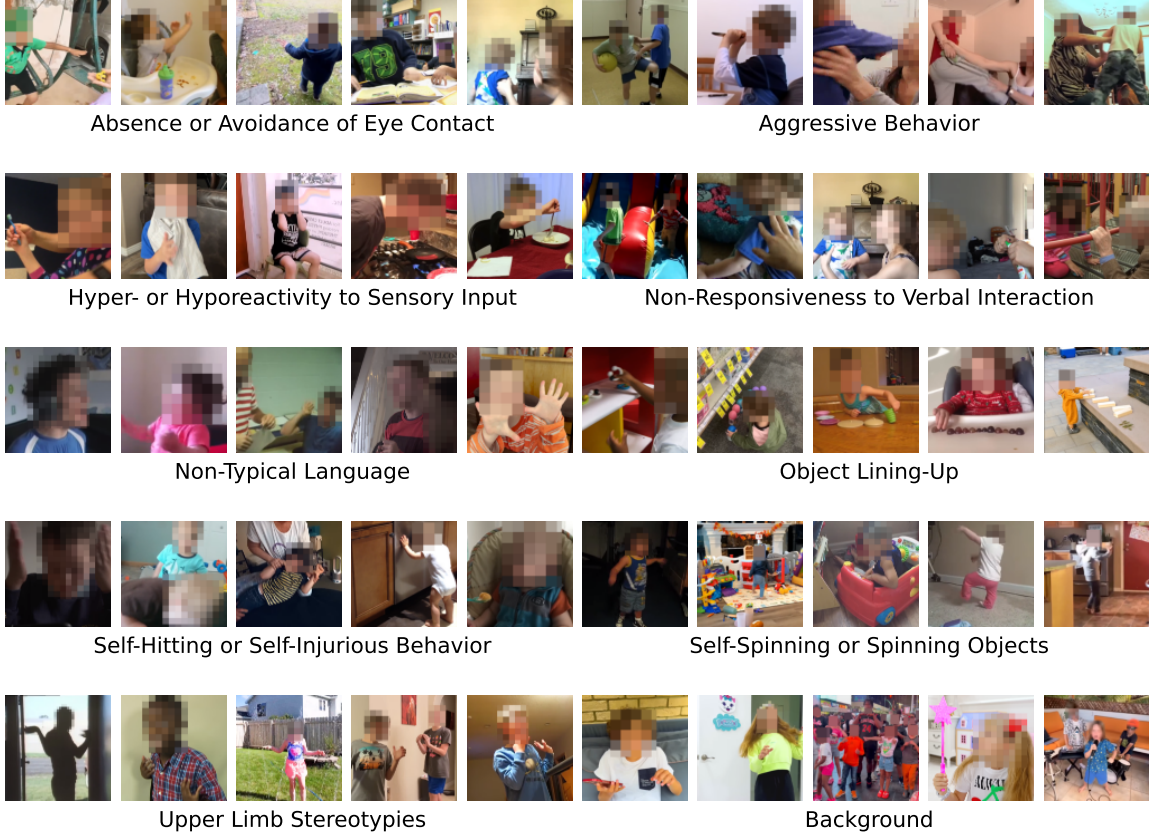 Absence or Avoidance of Eye Contact
Aggressive Behavior
Hyper- or Hyporeactivity to Sensory Input
Non-Responsiveness to Verbal Interaction
Non-Typical Language
Object Lining-Up
Self-Hitting or Self-Injurious Behavior
Self-Spinning or Spinning Objects
Upper Limb Stereotypies
Background